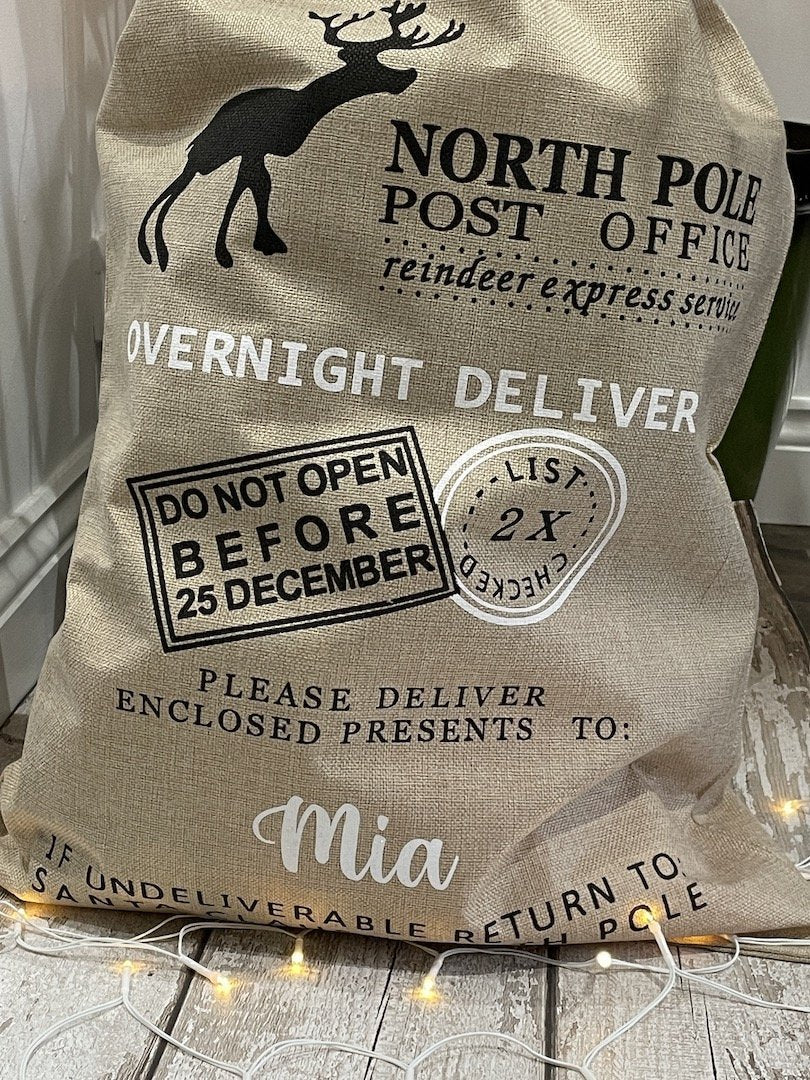 NORTH POLE
POST OFFICE
reindeer express service
OVERNIGHT DELIVER
DO NOT OPEN
BEFORE
25 DECEMBER
LIST
2X
CHECKED
PLEASE DELIVER
ENCLOSED PRESENTS TO:
Mia
IF UNDELIVERABLE RETURN TO:
SANTA POLE